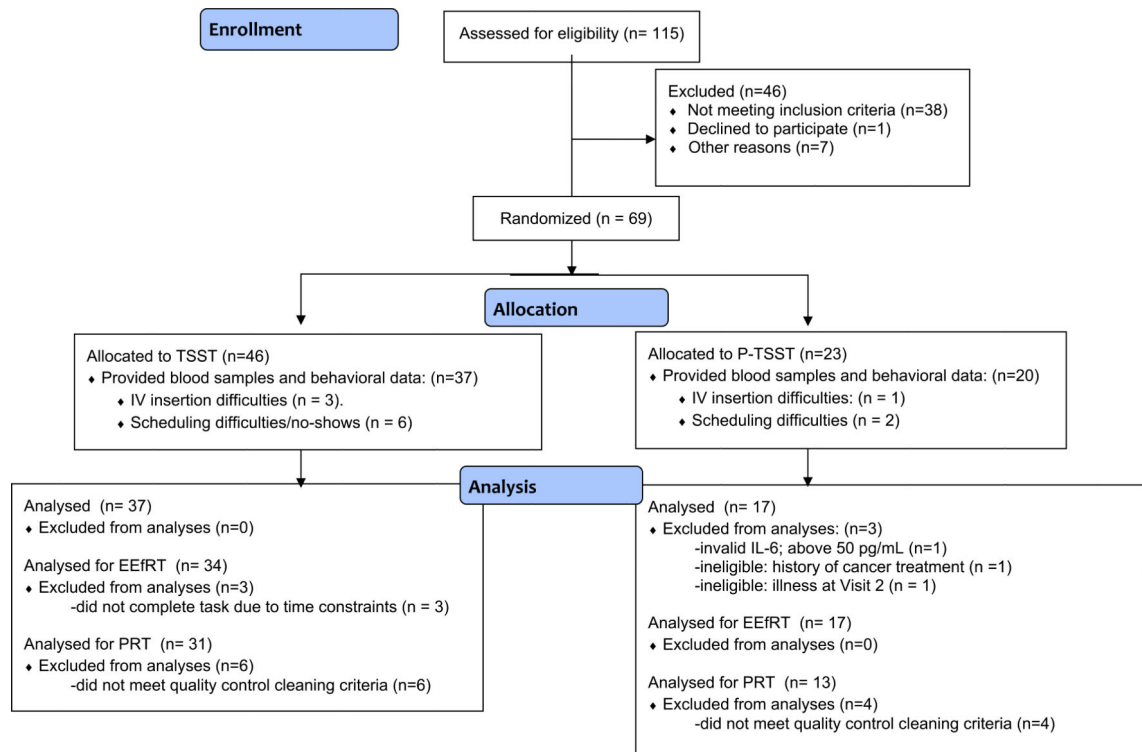 Enrollment
Assessed for eligibility (n= 115)
Excluded (n=46)
♦ Not meeting inclusion criteria (n=38)
♦ Declined to participate (n=1)
♦ Other reasons (n=7)
Randomized (n = 69)
Allocation
Allocated to TSST (n=46)
♦ Provided blood samples and behavioral data: (n=37)
♦ IV insertion difficulties (n = 3).
♦ Scheduling difficulties/no-shows (n = 6)
Allocated to P-TSST (n=23)
♦ Provided blood samples and behavioral data: (n=20)
♦ IV insertion difficulties: (n = 1)
♦ Scheduling difficulties (n = 2)
Analysis
Analysed (n= 37)
♦ Excluded from analyses (n=0)
Analysed for EEfRT (n= 34)
♦ Excluded from analyses (n=3)
-did not complete task due to time constraints (n = 3)
Analysed for PRT (n= 31)
♦ Excluded from analyses (n=6)
-did not meet quality control cleaning criteria (n=6)
Analysed (n= 17)
♦ Excluded from analyses: (n=3)
-invalid IL-6; above 50 pg/mL (n=1)
-ineligible: history of cancer treatment (n =1)
-ineligible: illness at Visit 2 (n = 1)
Analysed for EEfRT (n= 17)
♦ Excluded from analyses (n=0)
Analysed for PRT (n= 13)
♦ Excluded from analyses (n=4)
-did not meet quality control cleaning criteria (n=4)